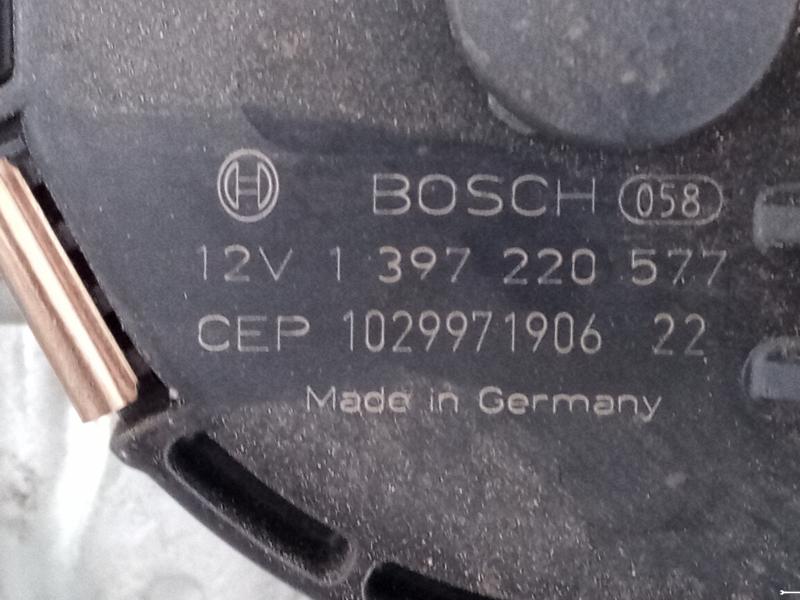 BOSCH 058
12V 1 397 220 577
CEP 1029971906 22
Made in Germany